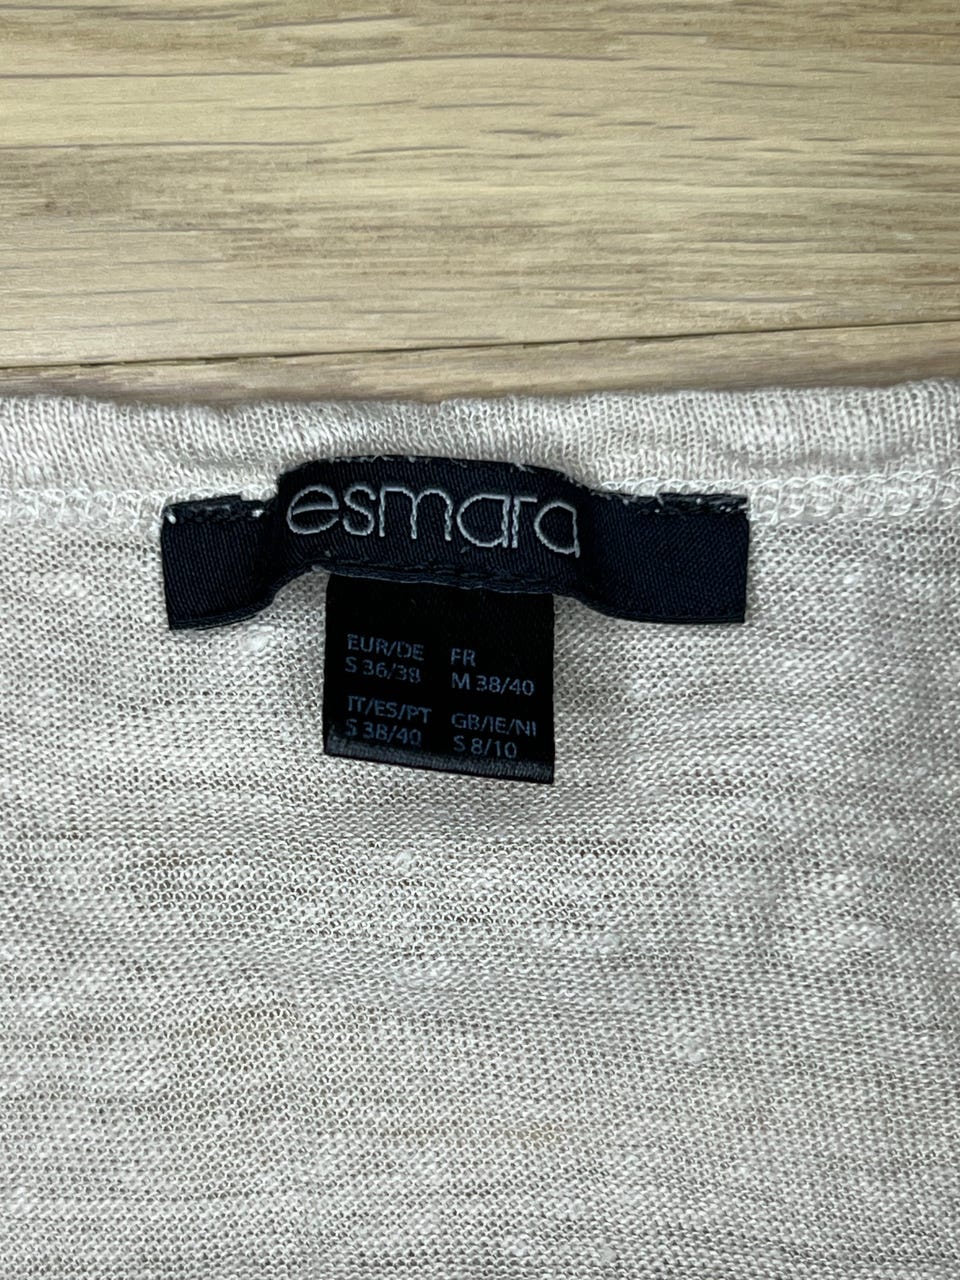 esmara
EUR/DE FR
S 36/38 M 38/40
IT/ES/PT GB/IE/NI
S 38/40 S 8/10